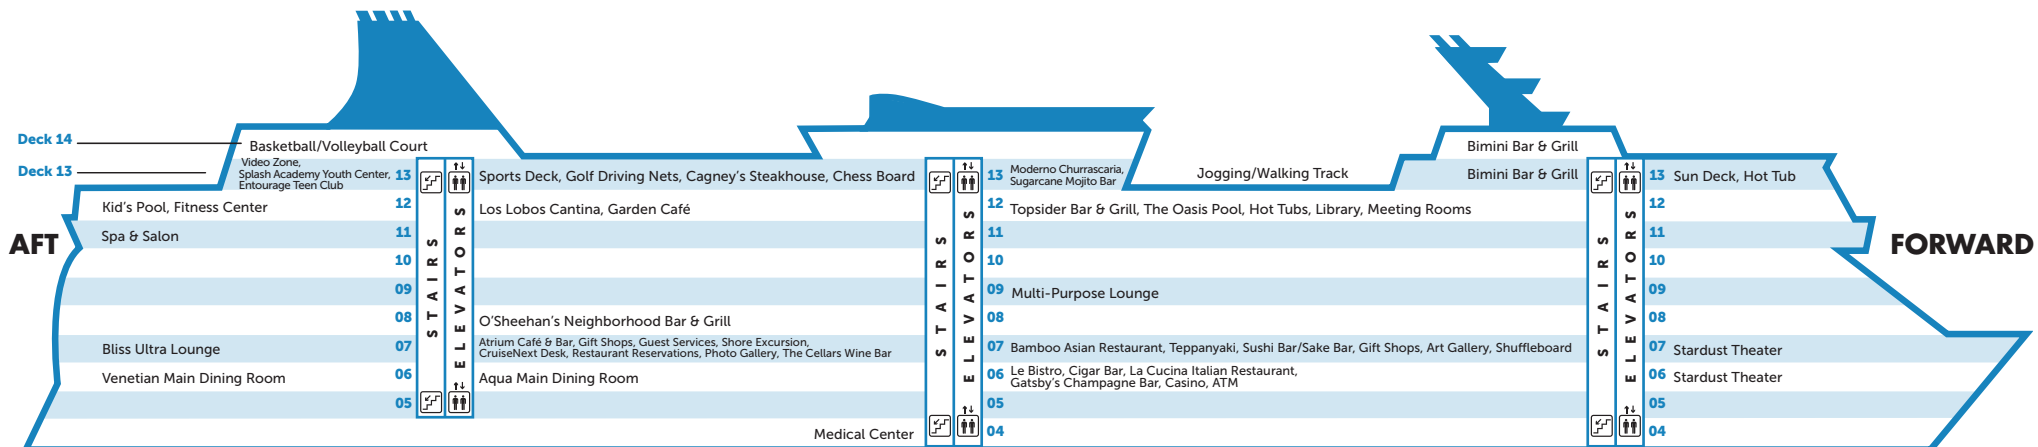 Deck 14
Basketball/Volleyball Court
Bimini Bar & Grill
Deck 13
Video Zone,
Splash Academy Youth Center,
Entourage Teen Club
13
Sports Deck, Golf Driving Nets, Cagney's Steakhouse, Chess Board
13
Moderno Churrascaria,
Sugarcane Mojito Bar
Jogging/Walking Track
Bimini Bar & Grill
13
Sun Deck, Hot Tub
Kid's Pool, Fitness Center
12
Los Lobos Cantina, Garden Café
12
Topsider Bar & Grill, The Oasis Pool, Hot Tubs, Library, Meeting Rooms
12
AFT
Spa & Salon
11
11
11
FORWARD
10
10
10
09
09
Multi-Purpose Lounge
09
08
O'Sheehan's Neighborhood Bar & Grill
08
08
Bliss Ultra Lounge
07
Atrium Café & Bar, Gift Shops, Guest Services, Shore Excursion,
CruiseNext Desk, Restaurant Reservations, Photo Gallery, The Cellars Wine Bar
07
Bamboo Asian Restaurant, Teppanyaki, Sushi Bar/Sake Bar, Gift Shops, Art Gallery, Shuffleboard
07
Stardust Theater
Venetian Main Dining Room
06
Aqua Main Dining Room
06
Le Bistro, Cigar Bar, La Cucina Italian Restaurant,
Gatsby's Champagne Bar, Casino, ATM
06
Stardust Theater
05
05
05
Medical Center
04
04
STAIRS
ELEVATORS
STAIRS
ELEVATORS
STAIRS
ELEVATORS